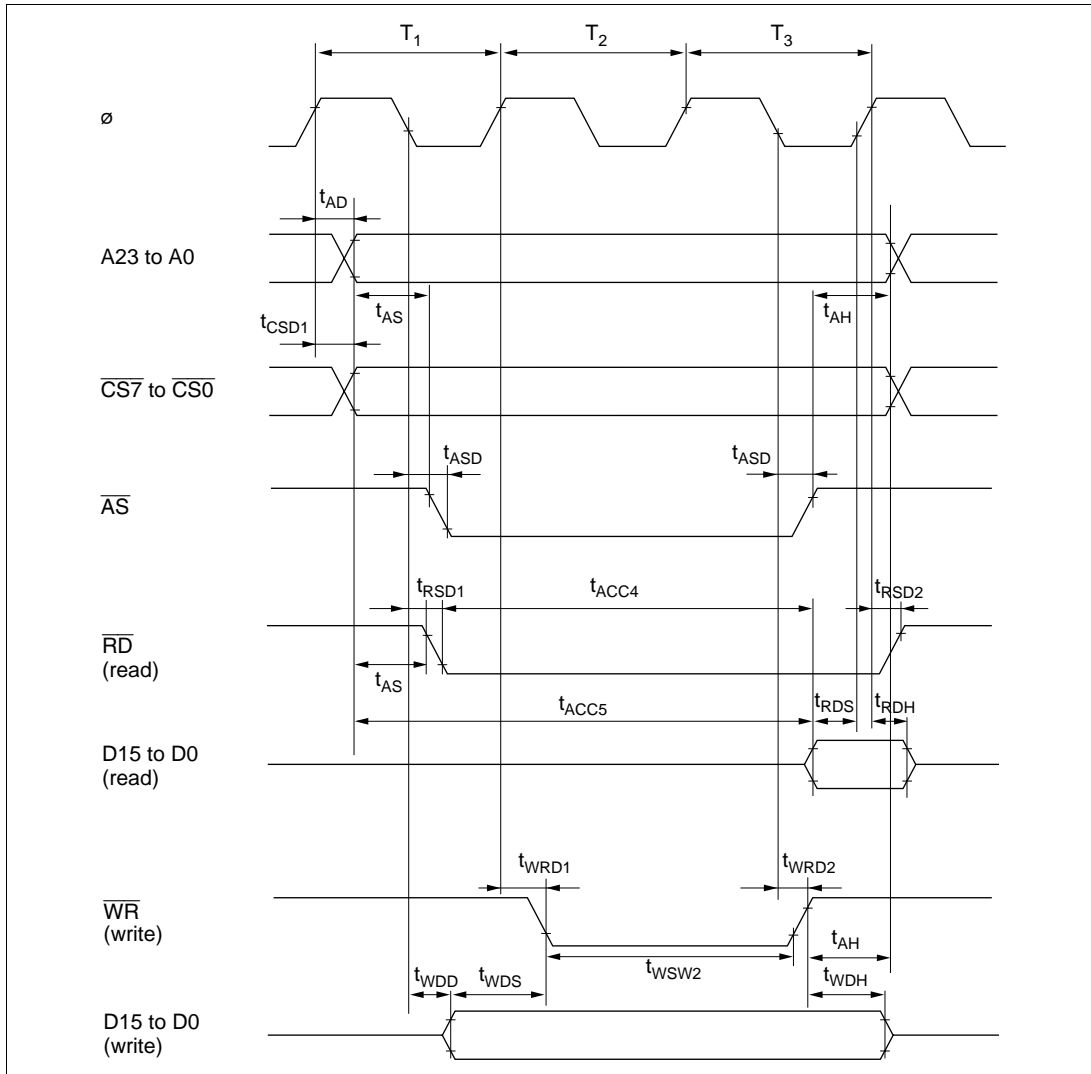 T1 T2 T3
ø
tAD
A23 to A0
tAS tAH
tCSD1
CS7 to CS0
tASD tASD
AS
tRSD1 tACC4 tRSD2
RD
(read)
tAS
tACC5 tRDS tRDH
D15 to D0
(read)
tWRD1 tWRD2
WR
(write)
tAH
tWSW2
tWDD tWDS tWDH
D15 to D0
(write)